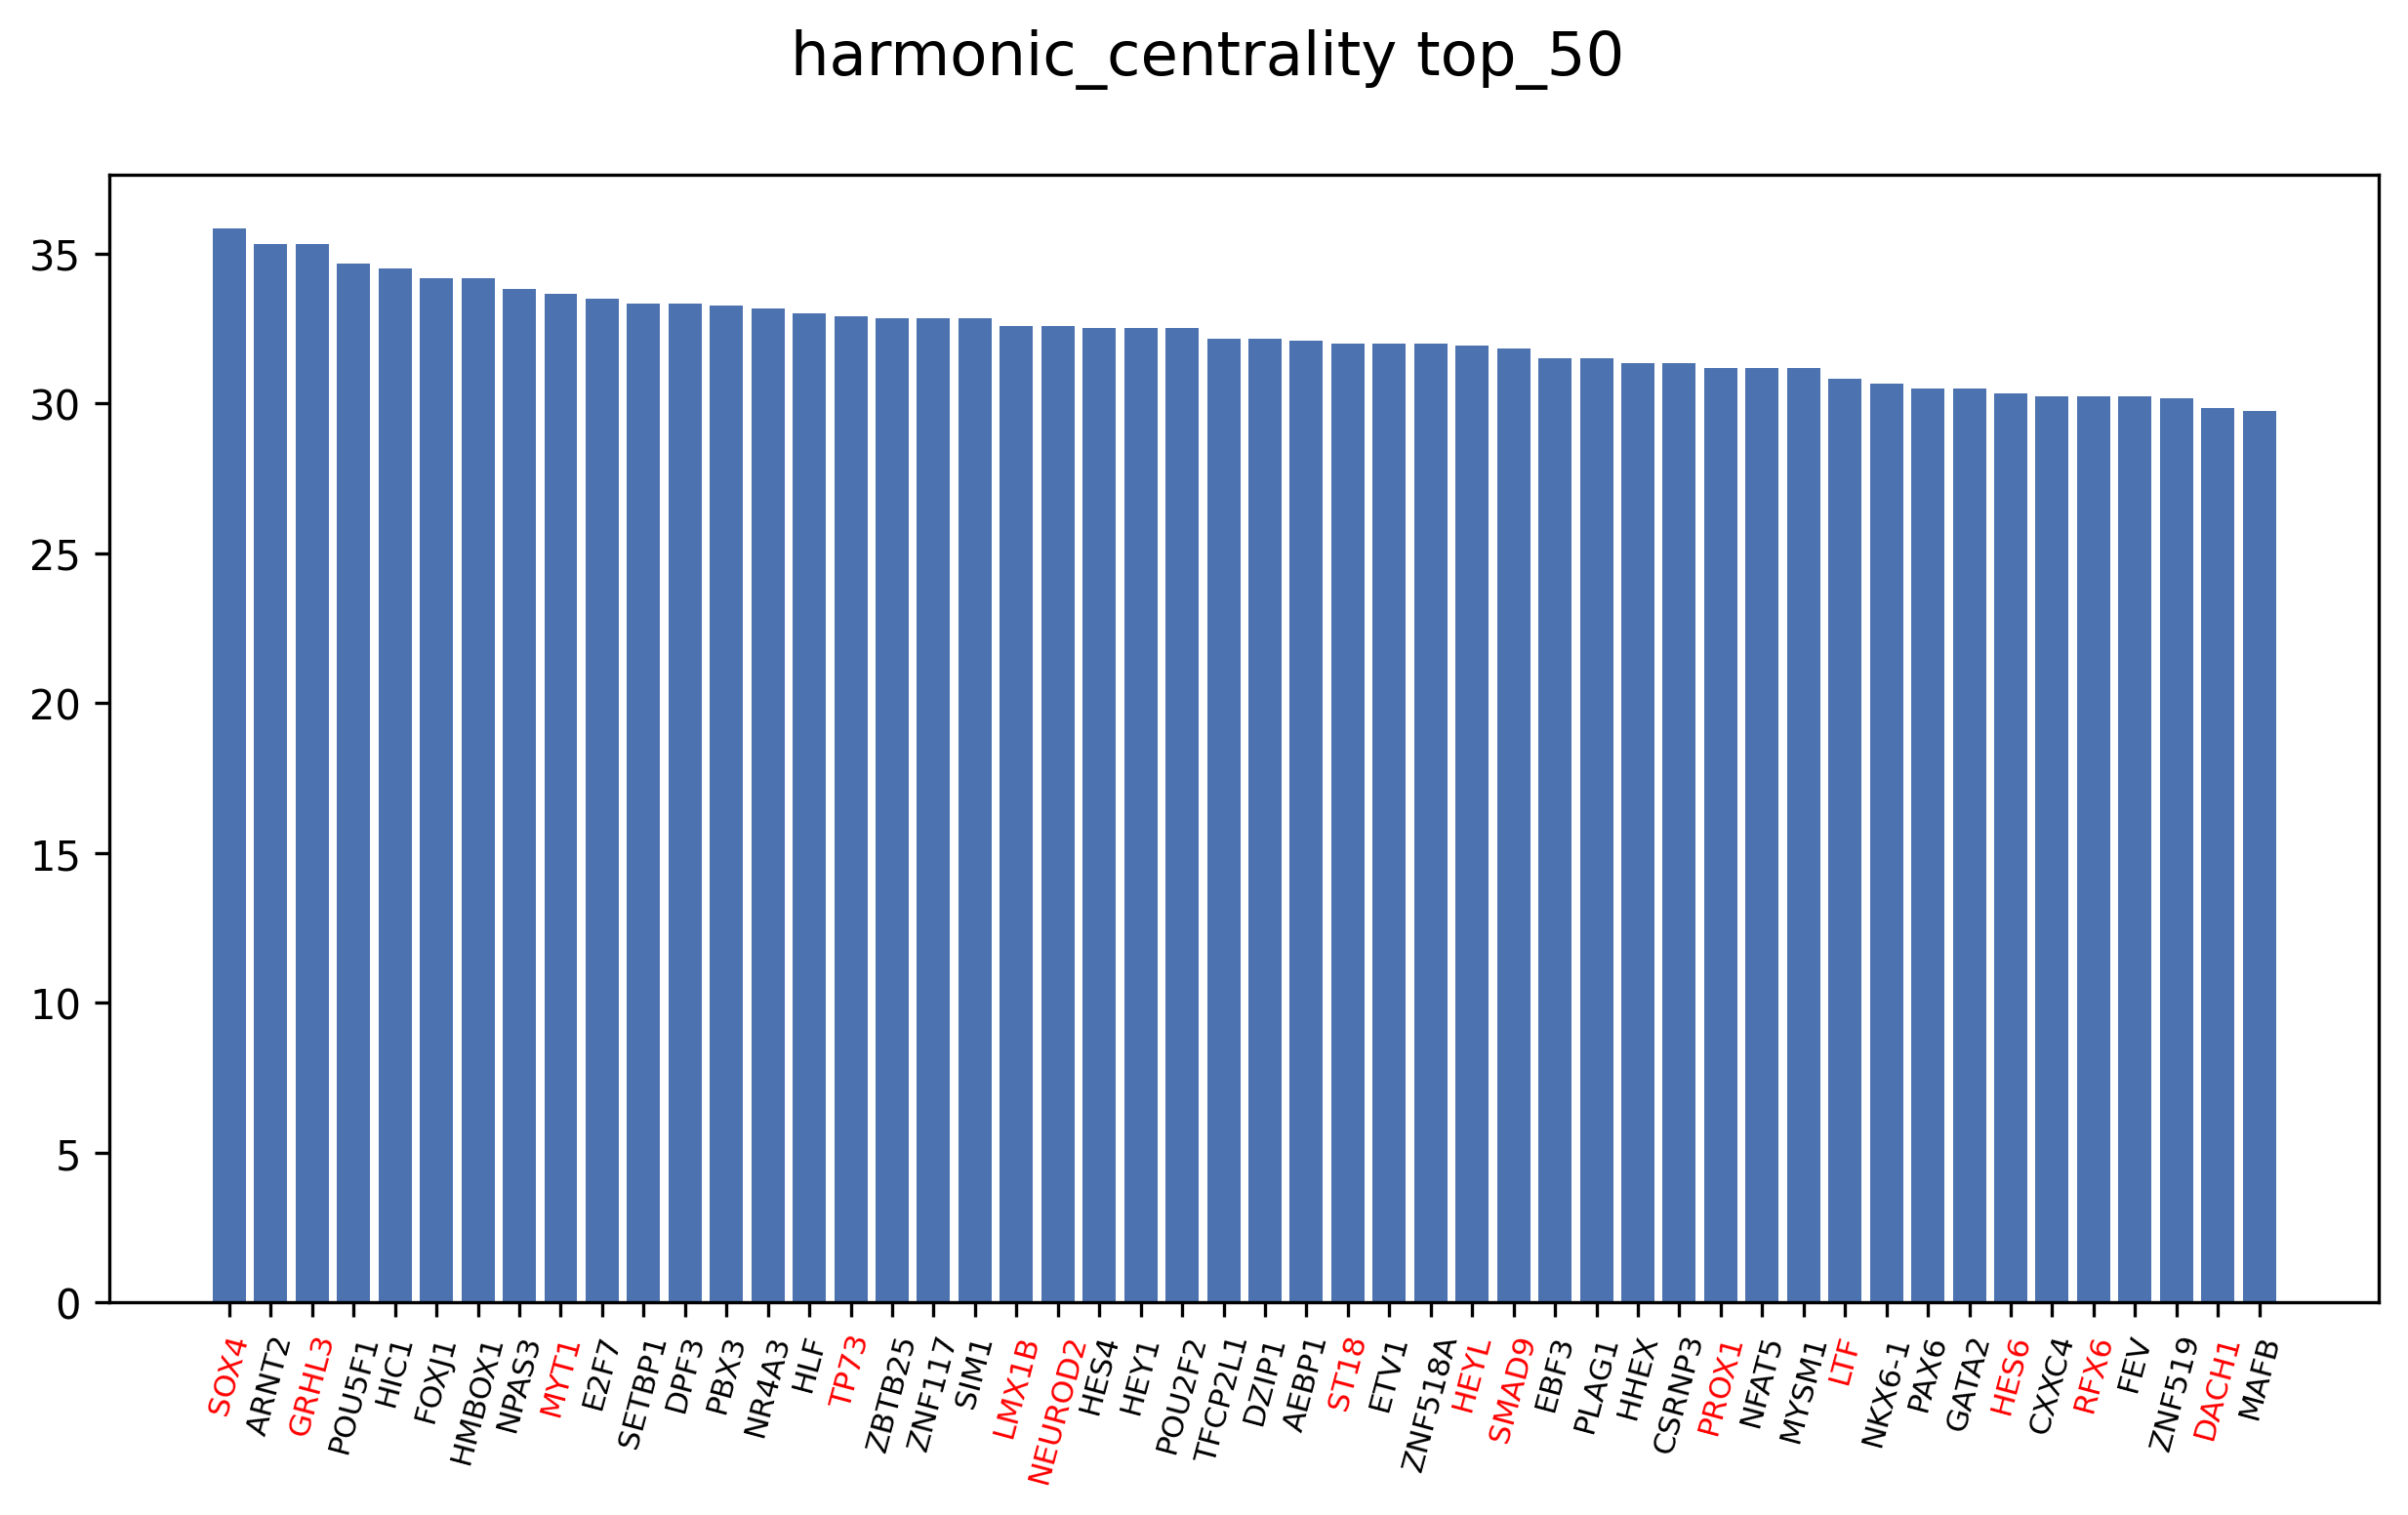 harmonic_centrality top_50
35
30
25
20
15
10
5
0
SOX4
ARNT2
GRHL3
POU5F1
HIC1
FOXJ1
HMBOX1
NPAS3
MYT1
E2F7
SETBP1
DPF3
PBX3
NR4A3
HLF
TP73
ZBTB25
ZNF117
SIM1
LMX1B
NEUROD2
HES4
HEY1
POU2F2
TFCP2L1
DZIP1
AEBP1
ST18
ETV1
ZNF518A
HEYL
SMAD9
EBF3
PLAG1
HHEX
CSRNP3
PROX1
NFAT5
MYSM1
LTF
NKX6-1
PAX6
GATA2
HES6
CXXC4
RFX6
FEV
ZNF519
DACH1
MAFB